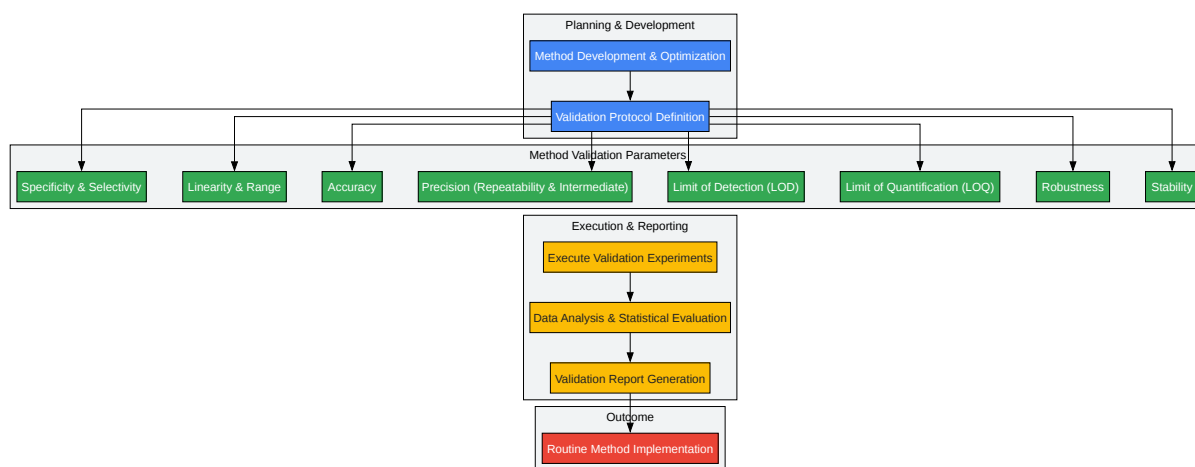 Planning & Development
Method Development & Optimization
Validation Protocol Definition
Method Validation Parameters
Specificity & Selectivity
Linearity & Range
Accuracy
Precision (Repeatability & Intermediate)
Limit of Detection (LOD)
Limit of Quantification (LOQ)
Robustness
Stability
Execution & Reporting
Execute Validation Experiments
Data Analysis & Statistical Evaluation
Validation Report Generation
Outcome
Routine Method Implementation